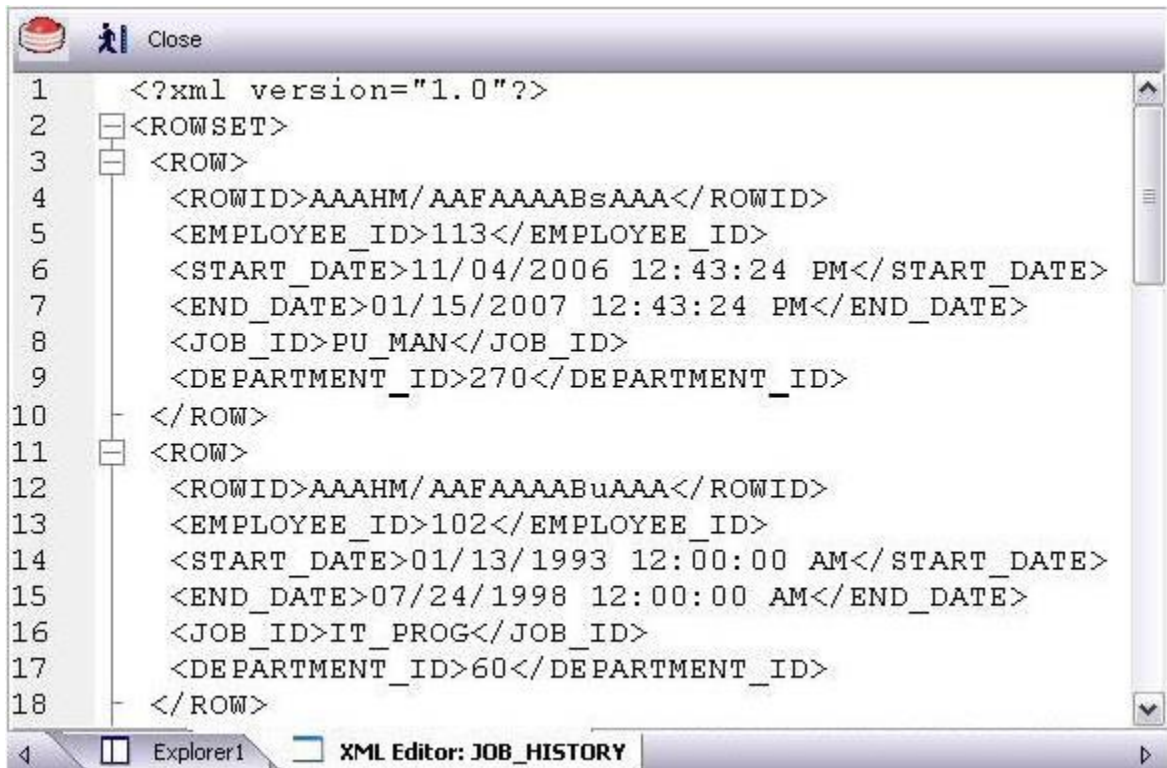 Close
1 <?xml version="1.0"?>
2 <ROWSET>
3 <ROW>
4 <ROWID>AAAHM/AAFAAAABsAAA</ROWID>
5 <EMPLOYEE_ID>113</EMPLOYEE_ID>
6 <START_DATE>11/04/2006 12:43:24 PM</START_DATE>
7 <END_DATE>01/15/2007 12:43:24 PM</END_DATE>
8 <JOB_ID>PU_MAN</JOB_ID>
9 <DEPARTMENT_ID>270</DEPARTMENT_ID>
10 </ROW>
11 <ROW>
12 <ROWID>AAAHM/AAFAAAABuAAA</ROWID>
13 <EMPLOYEE_ID>102</EMPLOYEE_ID>
14 <START_DATE>01/13/1993 12:00:00 AM</START_DATE>
15 <END_DATE>07/24/1998 12:00:00 AM</END_DATE>
16 <JOB_ID>IT_PROG</JOB_ID>
17 <DEPARTMENT_ID>60</DEPARTMENT_ID>
18 </ROW>
Explorer1 XML Editor: JOB_HISTORY